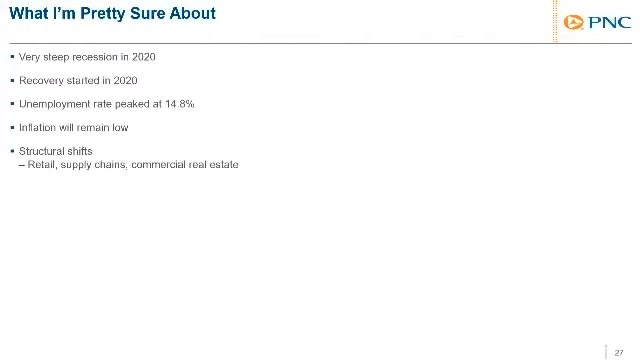 What I'm Pretty Sure About
PNC
▪ Very steep recession in 2020
▪ Recovery started in 2020
▪ Unemployment rate peaked at 14.8%
▪ Inflation will remain low
▪ Structural shifts
– Retail, supply chains, commercial real estate
27